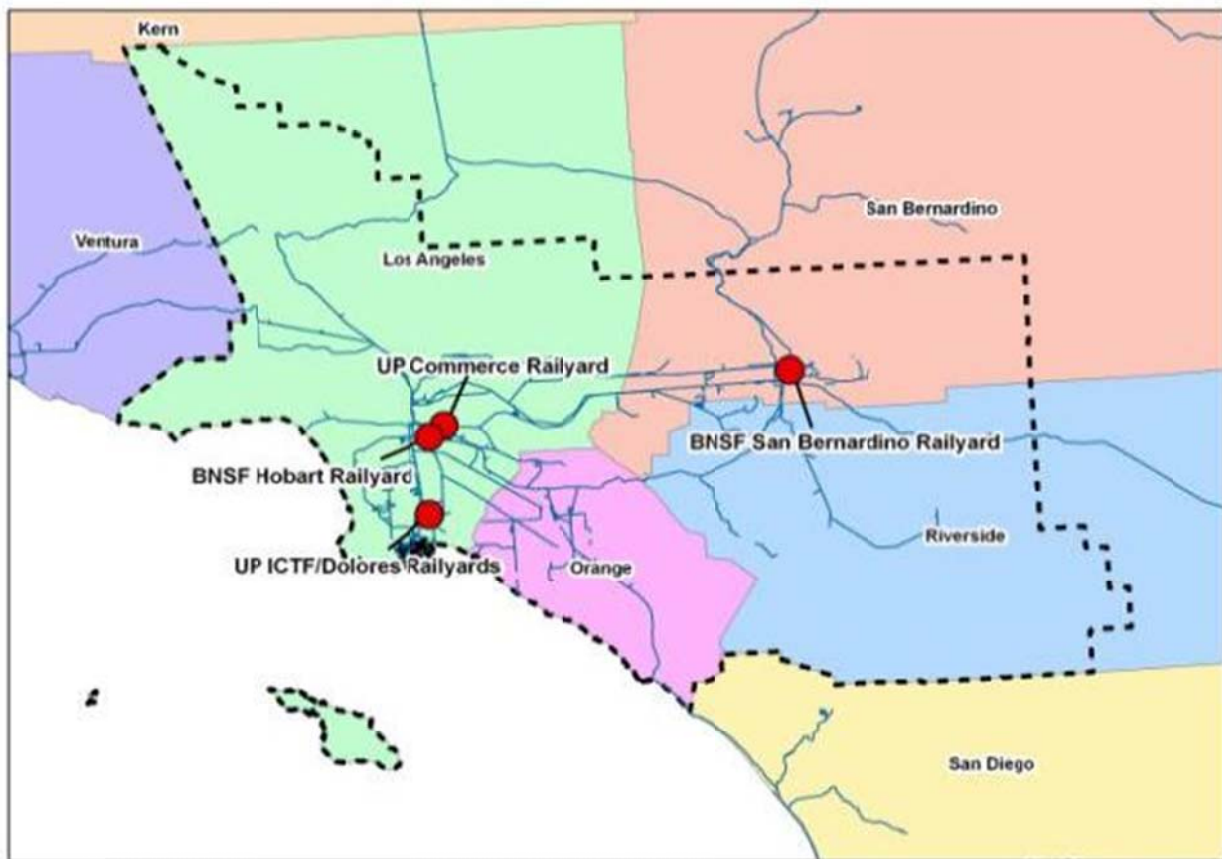 Kern
San Bernardino
Ventura
Los Angeles
UP Commerce Railyard
BNSF San Bernardino Railyard
BNSF Hobart Railyard
Riverside
UP ICTF/Dolores Railyards
Orange
San Diego